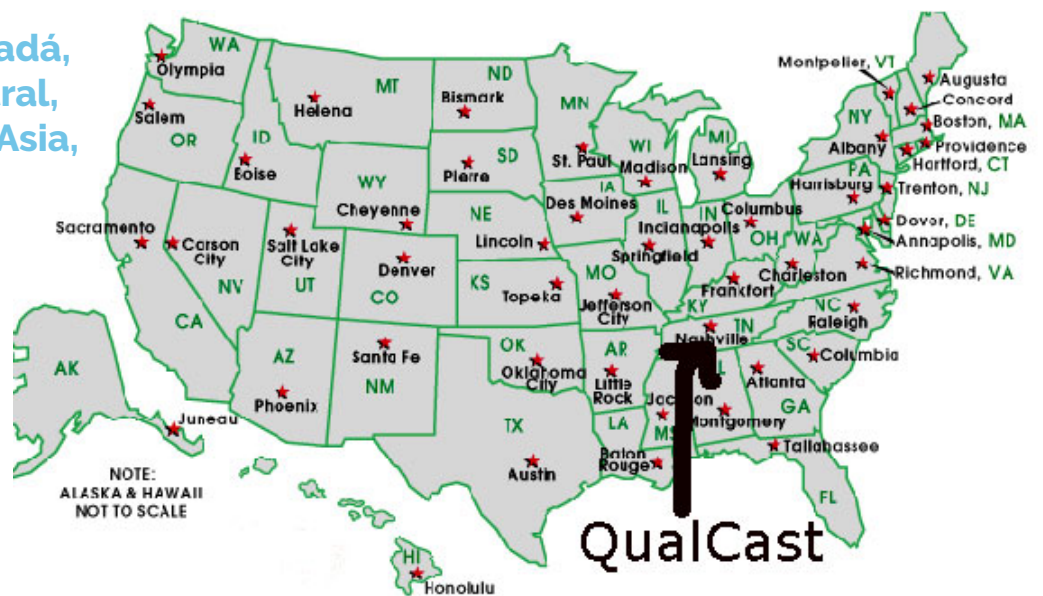 adá,
ral,
Asia,
WA
Olympia
Salem
OR
ID
Boise
MT
Helena
ND
Bismark
SD
Pierre
WY
Cheyenne
NE
Lincoln
MN
St. Paul
WI
Madison
MI
Lansing
IA
Des Moines
IL
Springfield
IN
Indianapolis
Columbus
OH
WA
Charleston
Montpelier, VT
Augusta
Concord
Boston, MA
Providence
Hartford, CT
NY
Albany
PA
Harrisburg
Trenton, NJ
Dover, DE
Annapolis, MD
Richmond, VA
Sacramento
CA
Carson
City
NV
Salt Lake
City
UT
Denver
CO
KS
Topeka
MO
Jefferson
City
KY
Frankfort
TN
Nashville
NC
Raleigh
SC
Columbia
AZ
Phoenix
Santa Fe
NM
OK
Oklahoma
City
AR
Little
Rock
TX
Austin
LA
Baton
Rouge
MS
Montgomery
Atlanta
GA
Tallahassee
FL
AK
Juneau
NOTE:
ALASKA & HAWAII
NOT TO SCALE
HI
Honolulu
QualCast